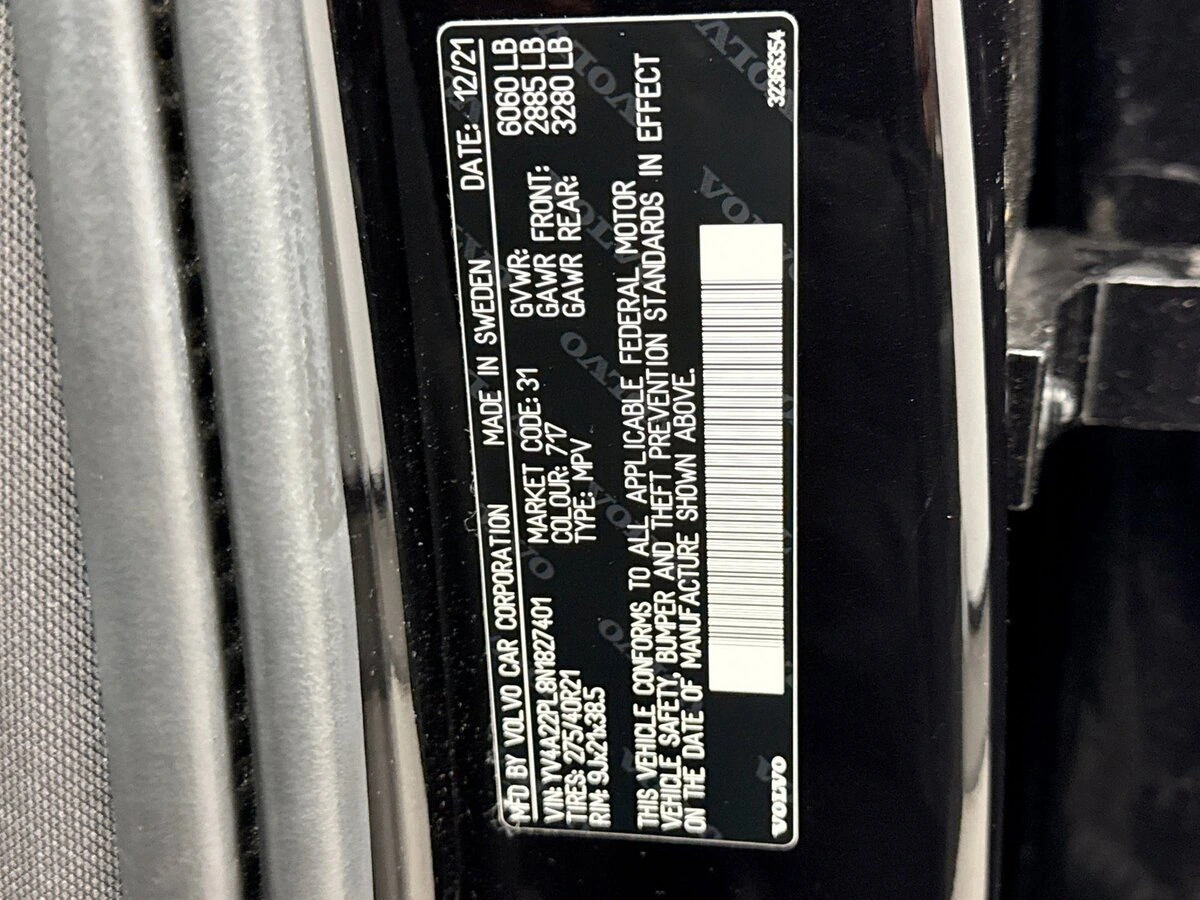 MFD BY VOLVO CAR CORPORATION MADE IN SWEDEN DATE: 12/21
VIN: YV4A22PL8N1827401 MARKET CODE: 31 GVWR: 6060 LB
TIRES: 275/40R21 COLOUR: 717 GAWR FRONT: 2885 LB
RIM: 9Jx21x38.5 TYPE: MPV GAWR REAR: 3280 LB
THIS VEHICLE CONFORMS TO ALL APPLICABLE FEDERAL MOTOR
VEHICLE SAFETY, BUMPER AND THEFT PREVENTION STANDARDS IN EFFECT
ON THE DATE OF MANUFACTURE SHOWN ABOVE.
VOLVO 32366354